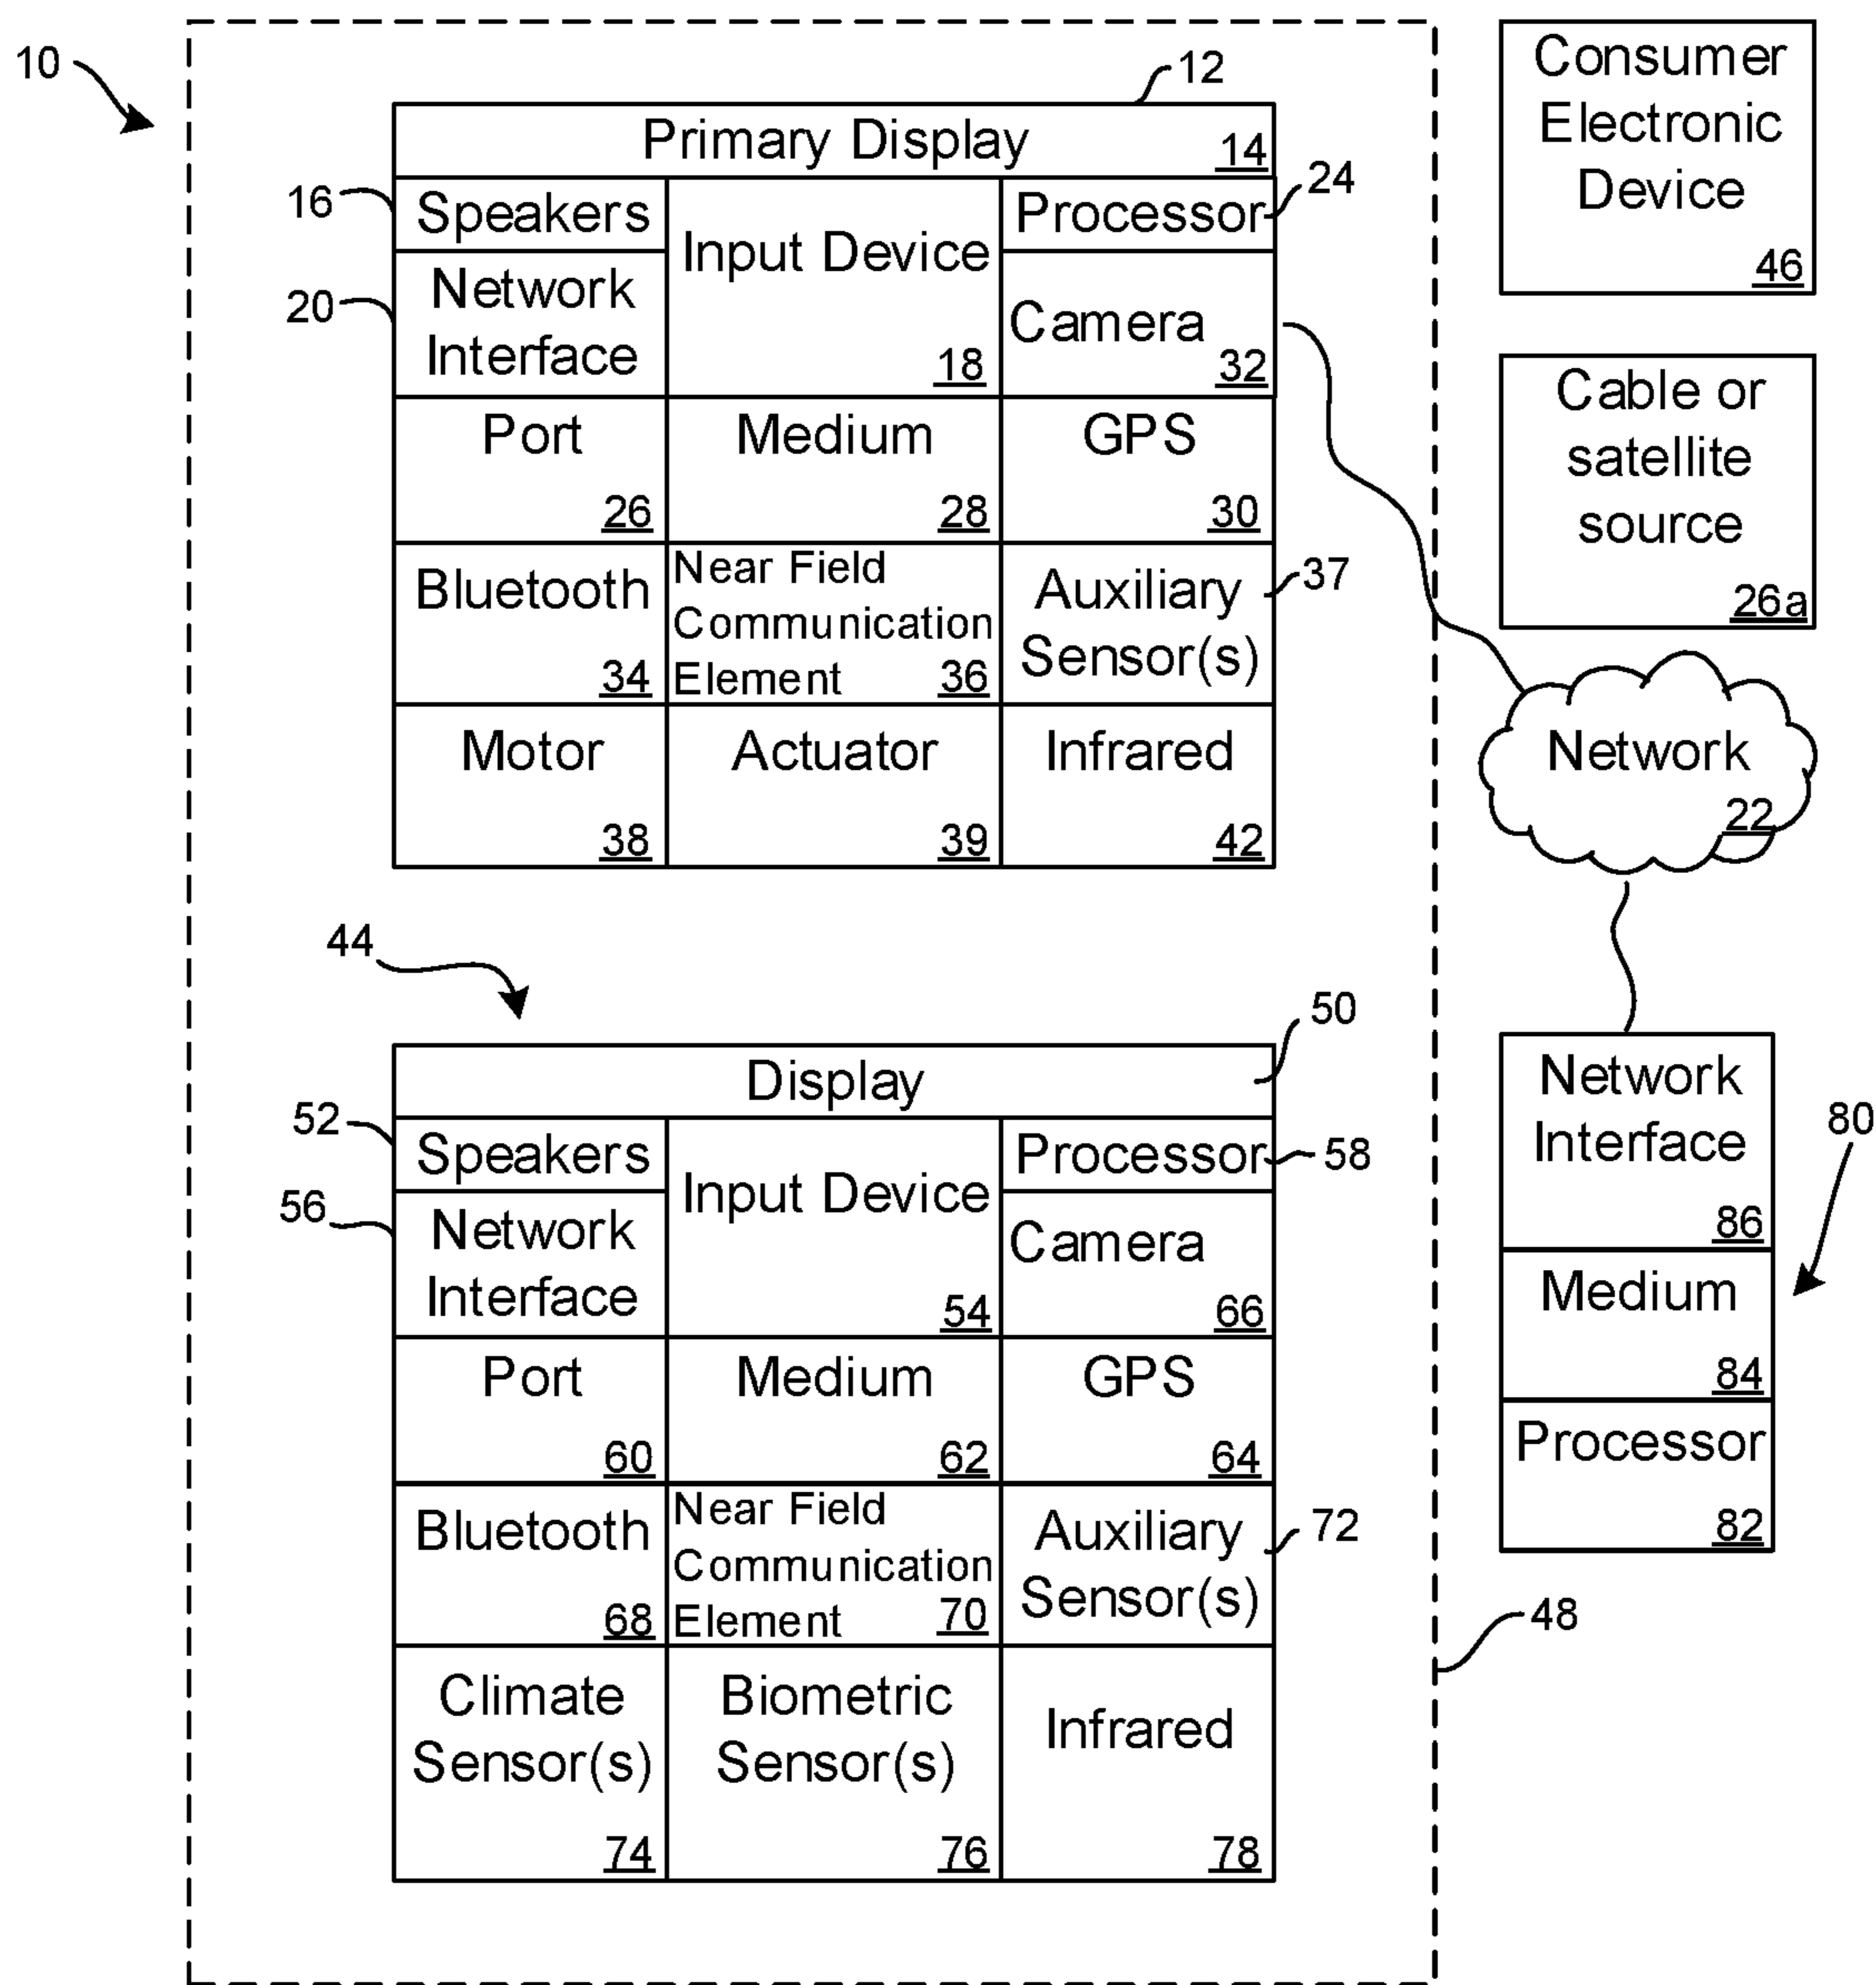 10
12
Primary Display
14
16
Speakers
Input Device
18
Processor
24
20
Network
Interface
Camera
32
Port
26
Medium
28
GPS
30
Bluetooth
34
Near Field
Communication
Element
36
Auxiliary
Sensor(s)
37
Motor
38
Actuator
39
Infrared
42
Consumer
Electronic
Device
46
Cable or
satellite
source
26a
Network
22
44
Display
50
52
Speakers
Input Device
54
Processor
58
56
Network
Interface
Camera
66
Port
60
Medium
62
GPS
64
Bluetooth
68
Near Field
Communication
Element
70
Auxiliary
Sensor(s)
72
Climate
Sensor(s)
74
Biometric
Sensor(s)
76
Infrared
78
Network
Interface
86
Medium
84
Processor
82
80
48